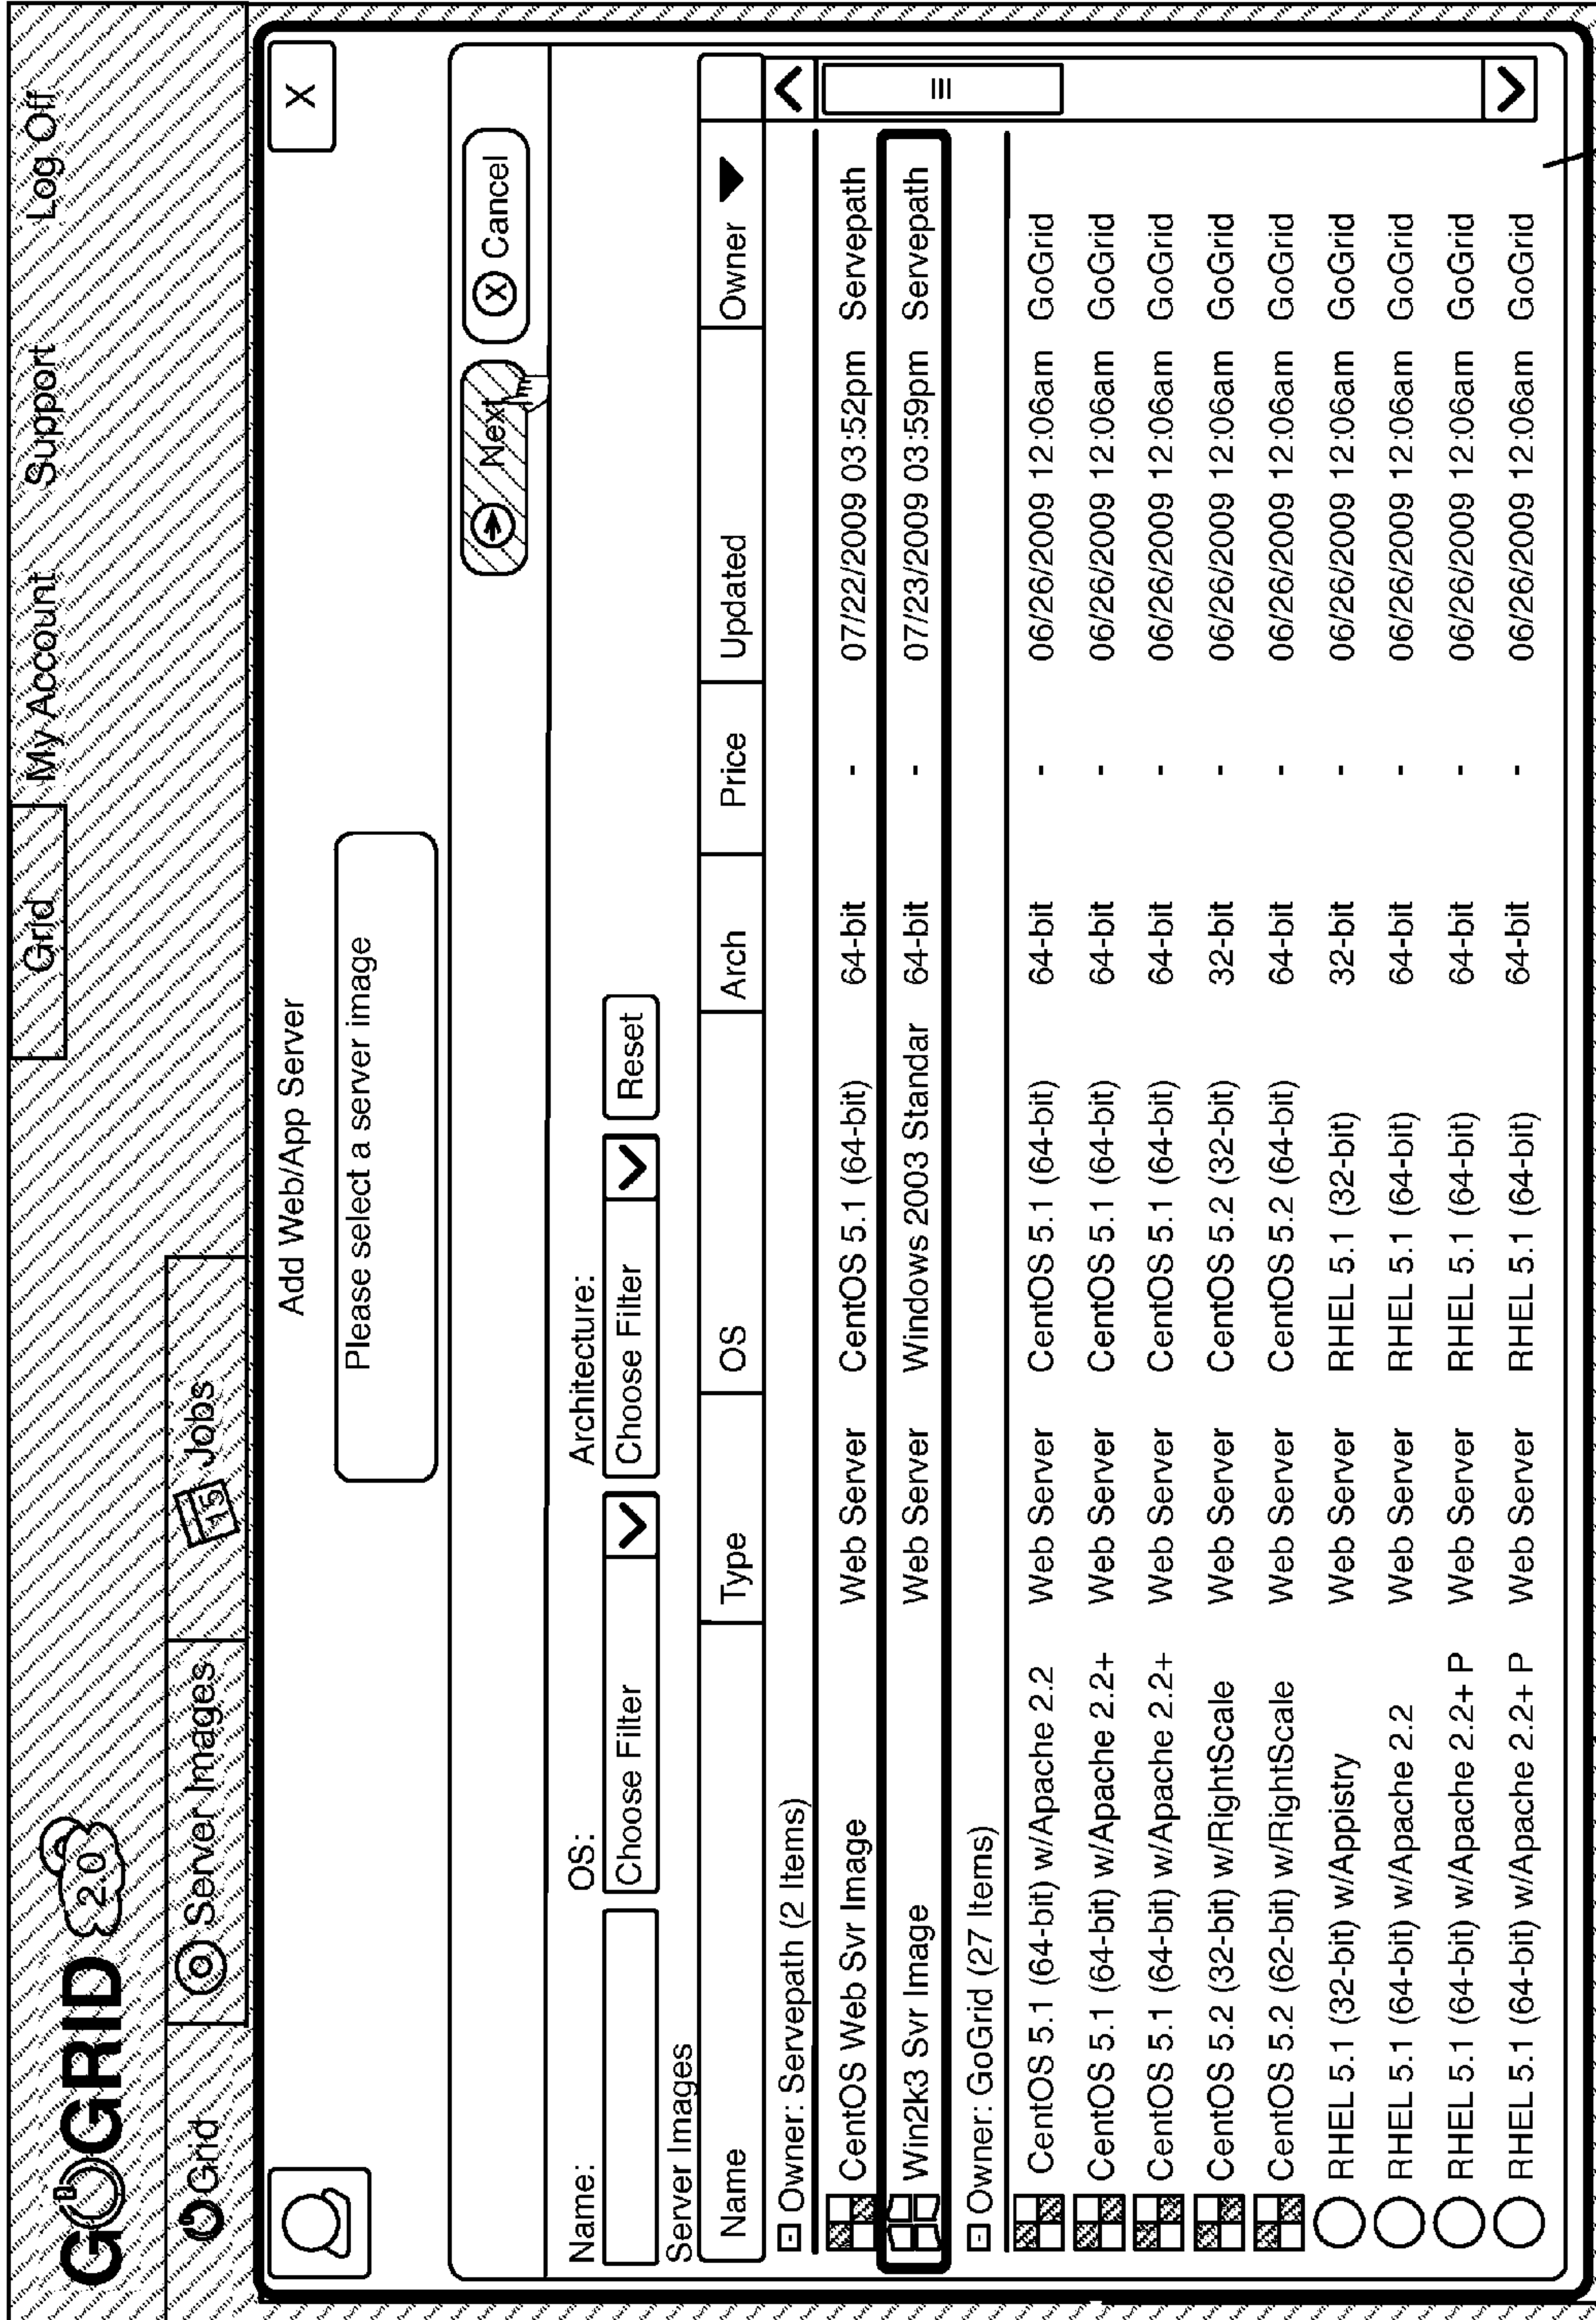 GOGRID 2.0
Grid My Account Support Log Off
Grid Server Images 15 Jobs
Add Web/App Server X
Please select a server image
Next X Cancel
Name: OS: Architecture:
Choose Filter Choose Filter Reset
Server Images
Name Type OS Arch Price Updated Owner
- Owner: Servepath (2 Items)
CentOS Web Svr Image Web Server CentOS 5.1 (64-bit) 64-bit - 07/22/2009 03:52pm Servepath
Win2k3 Svr Image Web Server Windows 2003 Standar 64-bit - 07/23/2009 03:59pm Servepath
- Owner: GoGrid (27 Items)
CentOS 5.1 (64-bit) w/Apache 2.2 Web Server CentOS 5.1 (64-bit) 64-bit - 06/26/2009 12:06am GoGrid
CentOS 5.1 (64-bit) w/Apache 2.2+ Web Server CentOS 5.1 (64-bit) 64-bit - 06/26/2009 12:06am GoGrid
CentOS 5.1 (64-bit) w/Apache 2.2+ Web Server CentOS 5.1 (64-bit) 64-bit - 06/26/2009 12:06am GoGrid
CentOS 5.2 (32-bit) w/RightScale Web Server CentOS 5.2 (32-bit) 32-bit - 06/26/2009 12:06am GoGrid
CentOS 5.2 (62-bit) w/RightScale Web Server CentOS 5.2 (64-bit) 64-bit - 06/26/2009 12:06am GoGrid
RHEL 5.1 (32-bit) w/Appistry Web Server RHEL 5.1 (32-bit) 32-bit - 06/26/2009 12:06am GoGrid
RHEL 5.1 (64-bit) w/Apache 2.2 Web Server RHEL 5.1 (64-bit) 64-bit - 06/26/2009 12:06am GoGrid
RHEL 5.1 (64-bit) w/Apache 2.2+ P Web Server RHEL 5.1 (64-bit) 64-bit - 06/26/2009 12:06am GoGrid
RHEL 5.1 (64-bit) w/Apache 2.2+ P Web Server RHEL 5.1 (64-bit) 64-bit - 06/26/2009 12:06am GoGrid